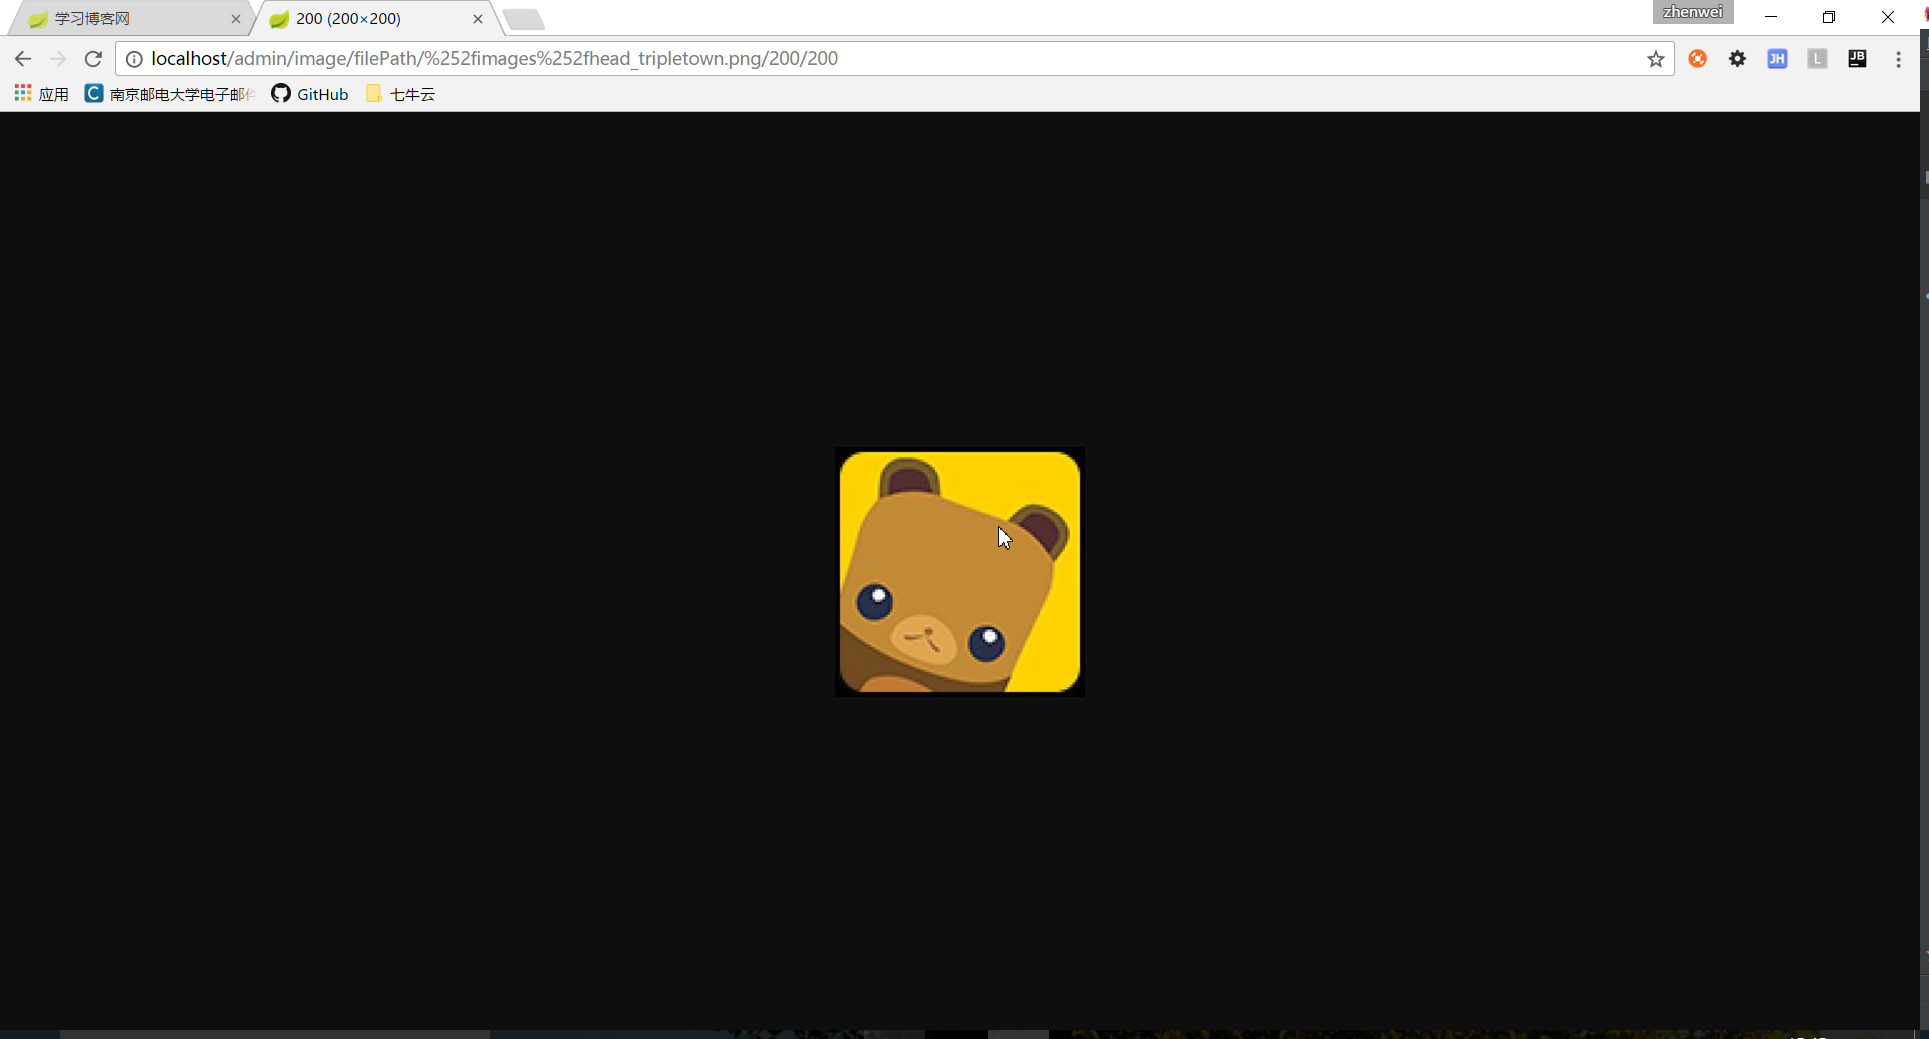 学习博客网
200 (200×200)
zhenwei
localhost/admin/image/filePath/%252fimages%252fhead_tripletown.png/200/200
JH
L
JB
应用
C
南京邮电大学电子邮
GitHub
七牛云